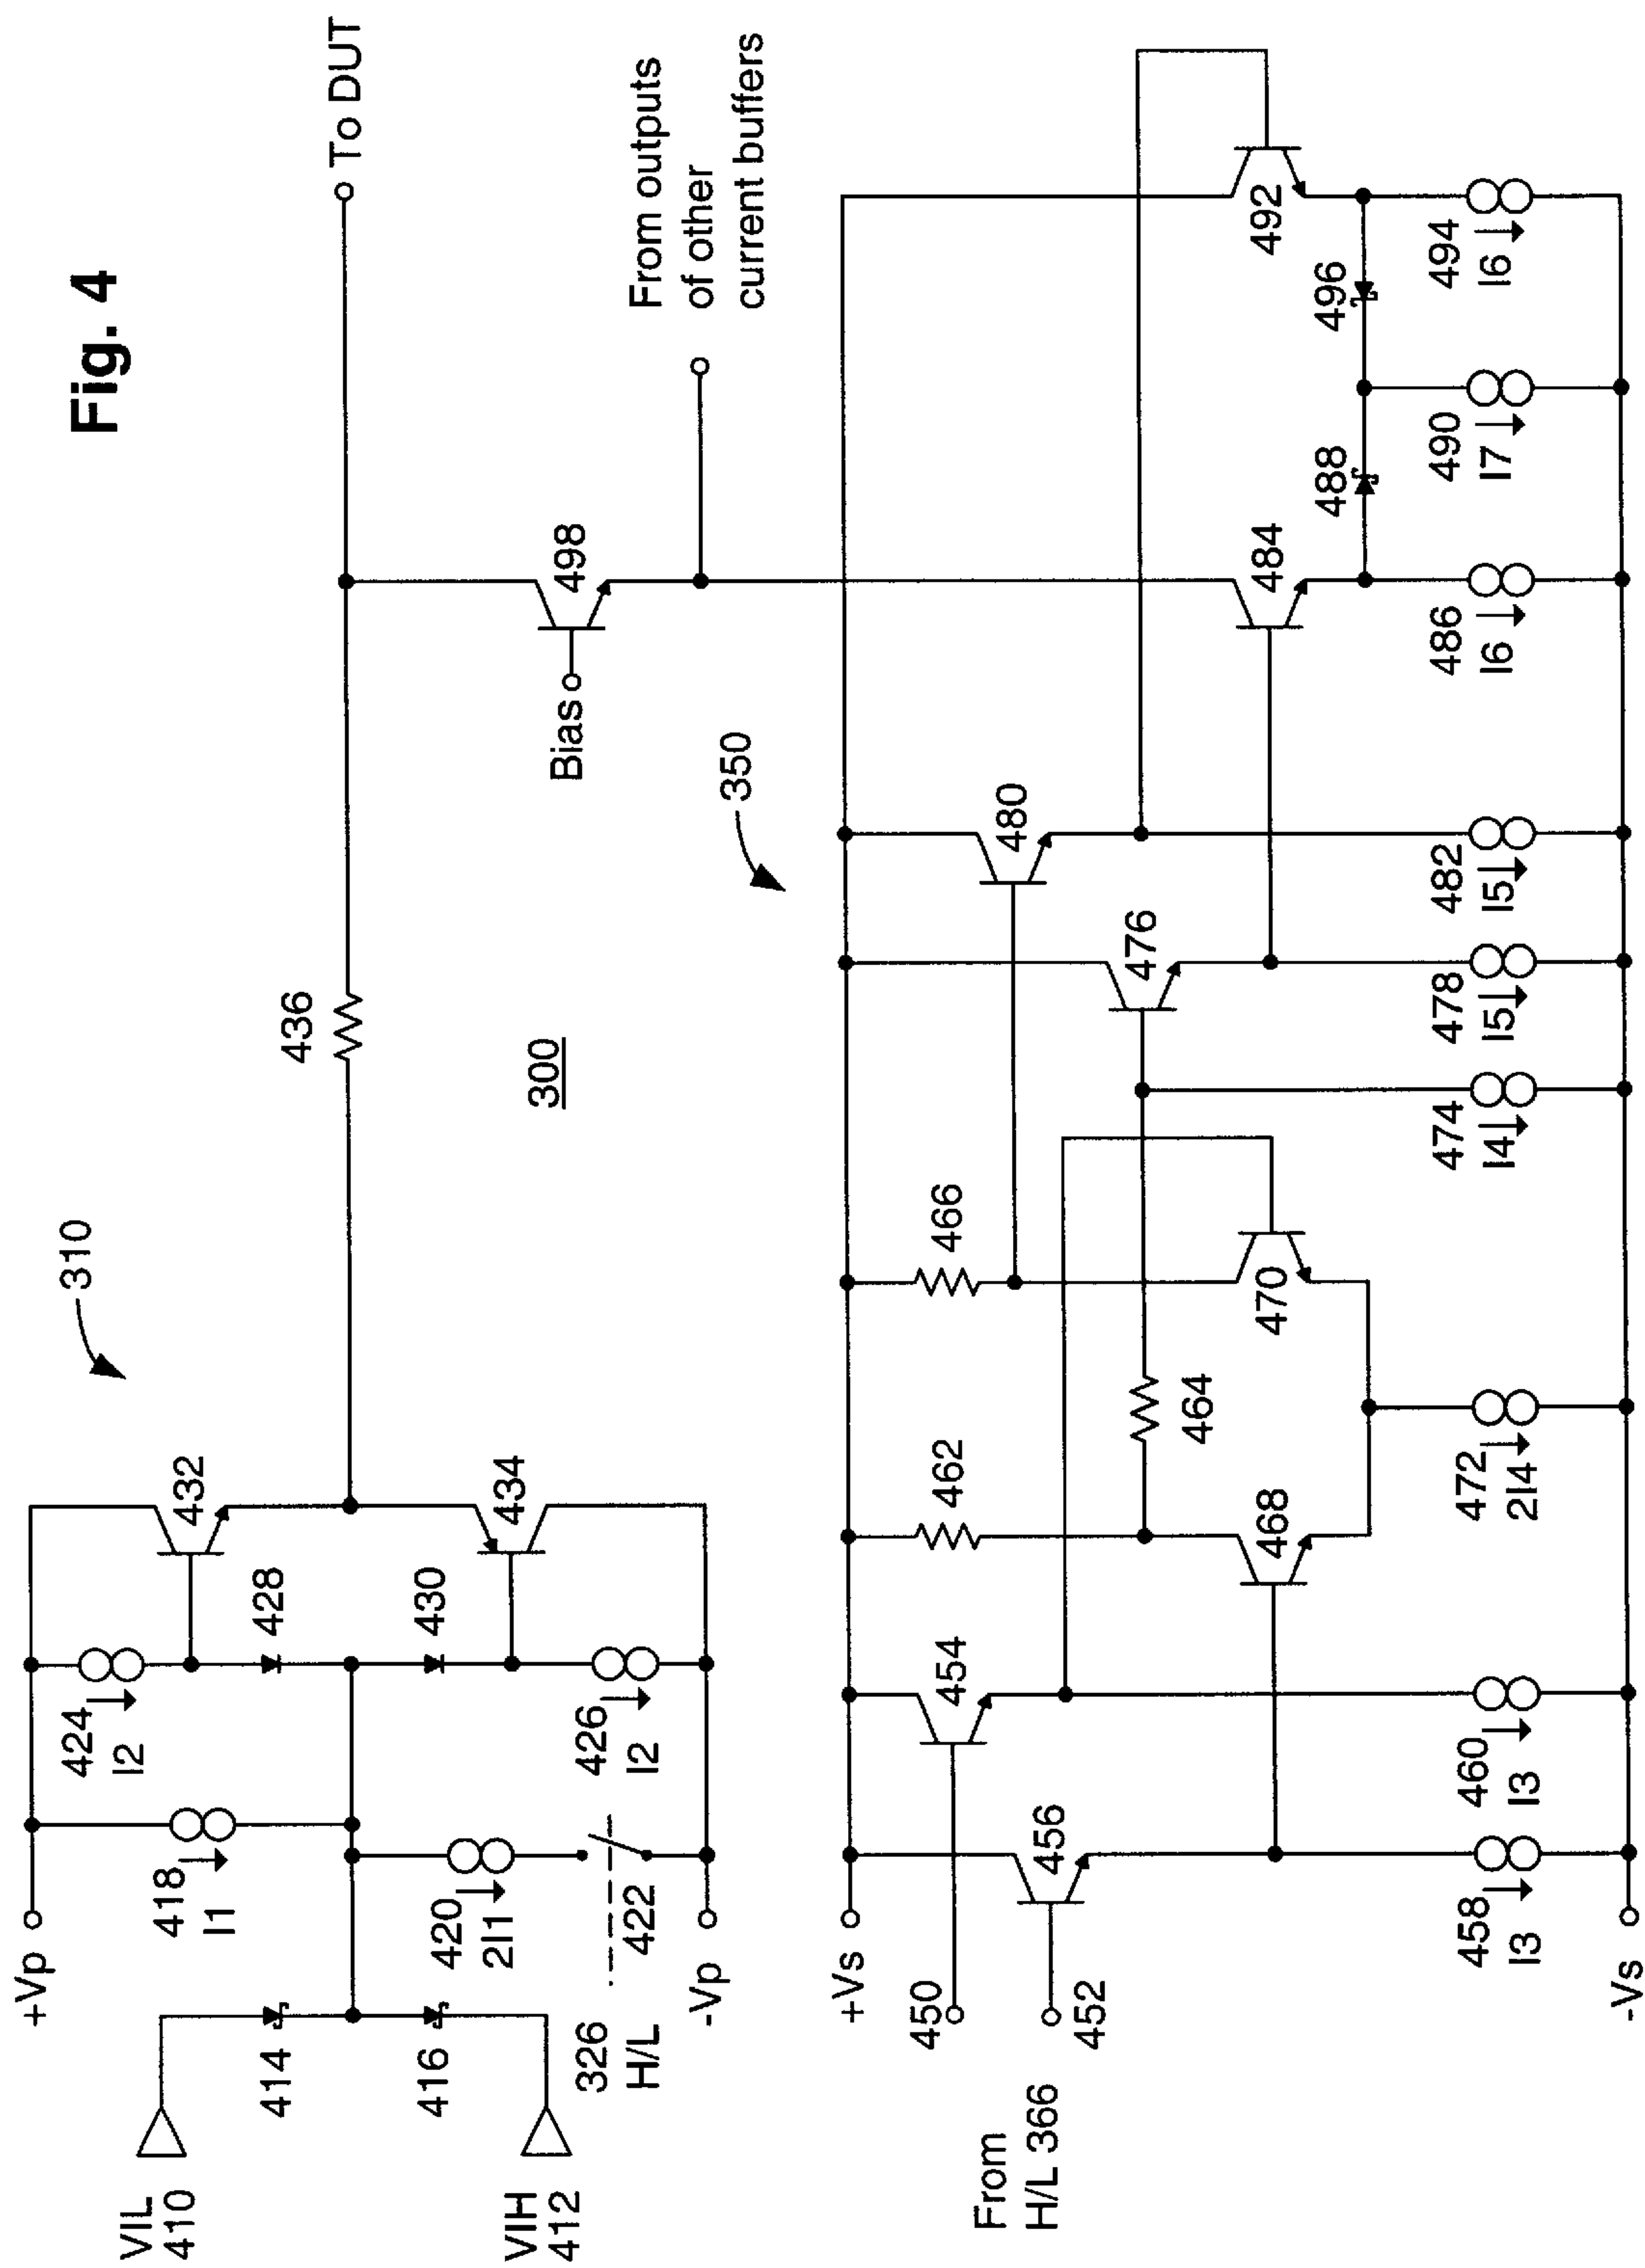 Fig. 4
310
+Vp
424
I2
432
428
418
I1
VIL
410
414
416
VIH
412
420
2I1
422
326
H/L
430
434
426
I2
-Vp
436
To DUT
300
Bias
498
From outputs
of other
current buffers
350
+Vs
450
452
From
H/L 366
454
456
462
466
464
468
470
476
480
484
488
492
496
458
I3
460
I3
472
2I4
474
I4
478
I5
482
I5
486
I6
490
I7
494
I6
-Vs